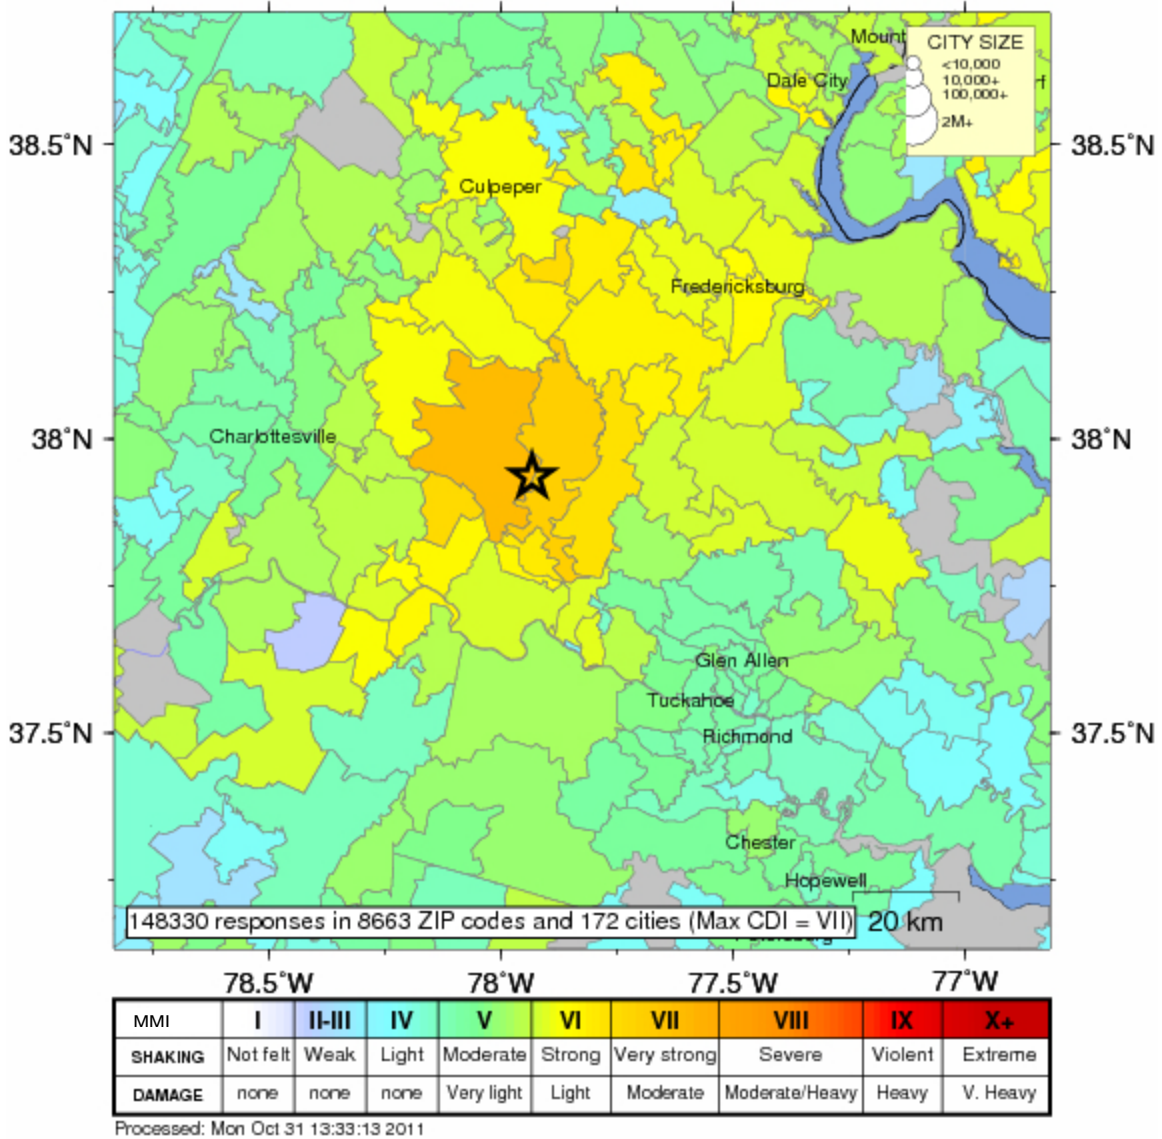 Mount
CITY SIZE
<10,000
10,000+
100,000+
2M+
Dale City
rf
38.5°N
38.5°N
Culpeper
Fredericksburg
Charlottesville
38°N
38°N
Glen Allen
Tuckahoe
Richmond
37.5°N
37.5°N
Chester
Hopewell
148330 responses in 8663 ZIP codes and 172 cities (Max CDI = VII)
20 km
78.5°W
78°W
77.5°W
77°W
MMI I II-III IV V VI VII VIII IX X+
SHAKING Not felt Weak Light Moderate Strong Very strong Severe Violent Extreme
DAMAGE none none none Very light Light Moderate Moderate/Heavy Heavy V. Heavy
Processed: Mon Oct 31 13:33:13 2011